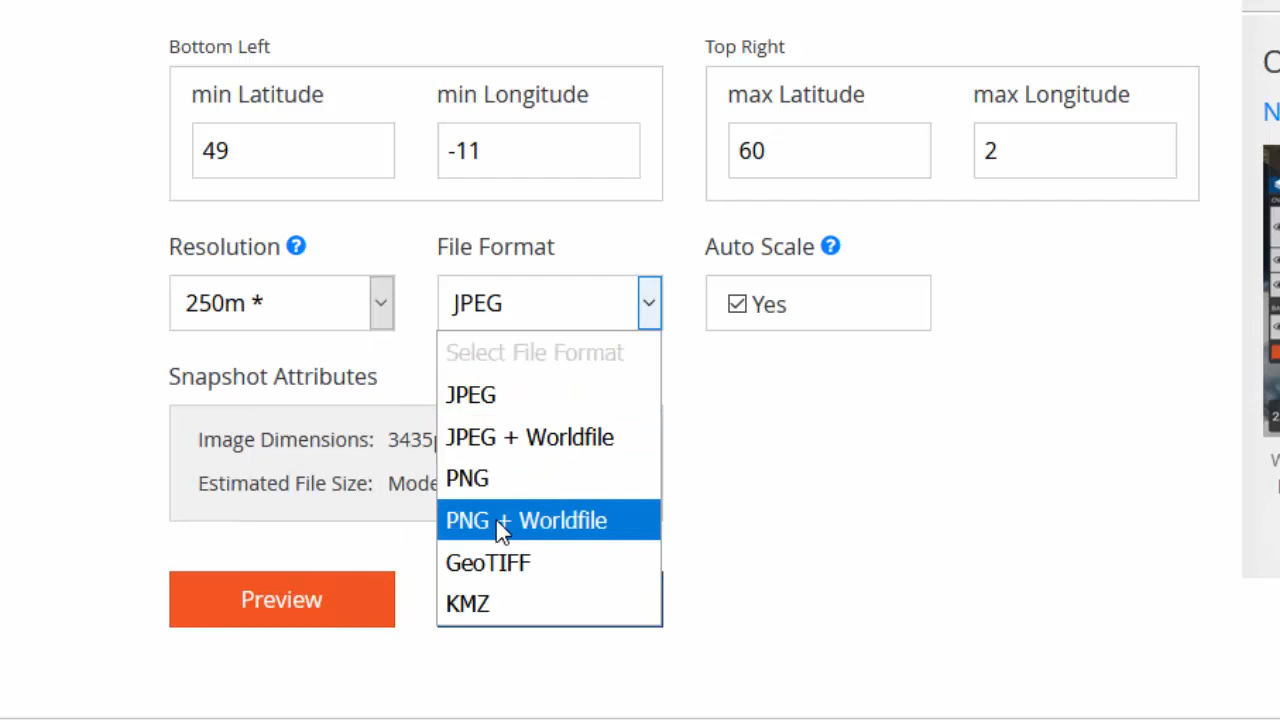 Bottom Left
Top Right
min Latitude
min Longitude
max Latitude
max Longitude
49
-11
60
2
Resolution ?
File Format
Auto Scale ?
250m *
JPEG
Yes
Select File Format
Snapshot Attributes
JPEG
Image Dimensions: 3435
JPEG + Worldfile
PNG
Estimated File Size:
PNG + Worldfile
GeoTIFF
KMZ
Preview